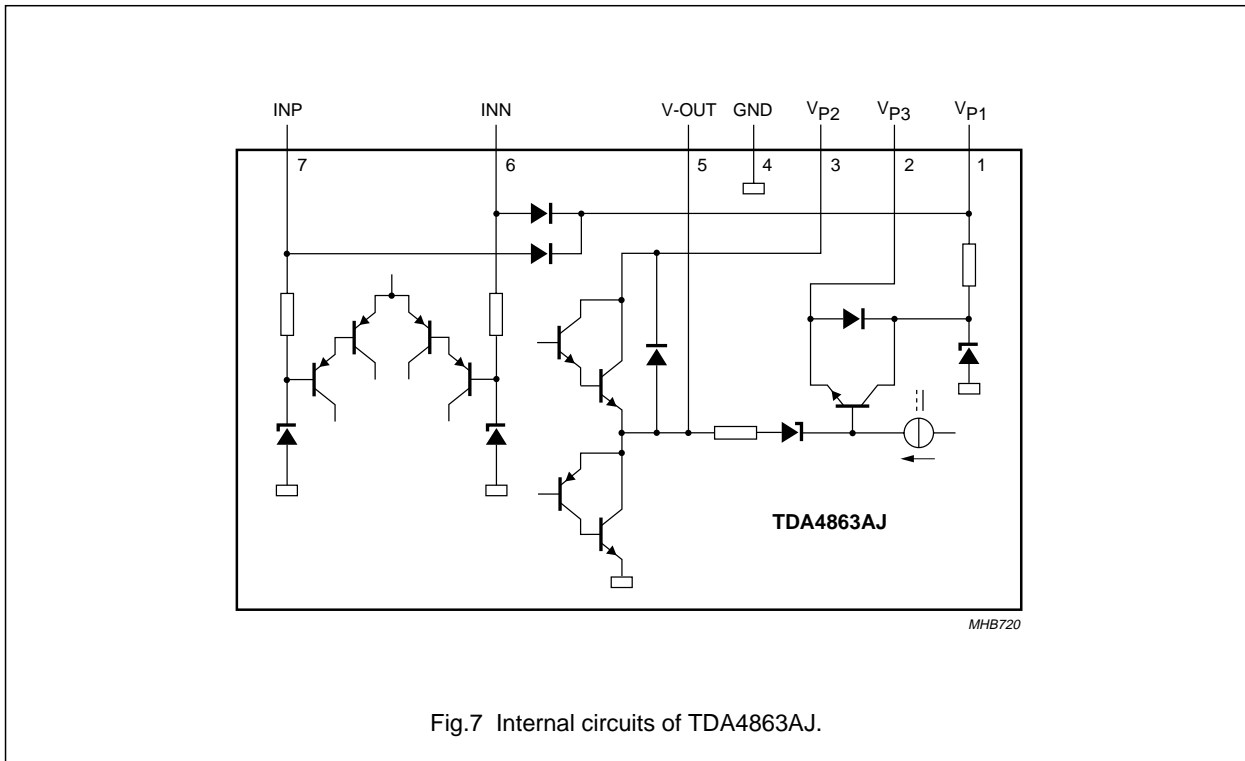 INP INN V-OUT GND VP2 VP3 VP1
7 6 5 4 3 2 1
TDA4863AJ
MHB720
Fig.7 Internal circuits of TDA4863AJ.